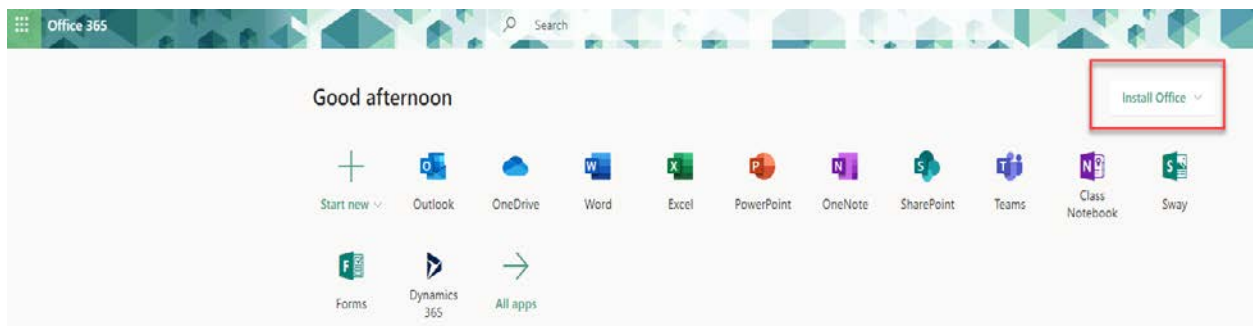 Office 365
Search
Good afternoon
Install Office
Start new
Outlook
OneDrive
Word
Excel
PowerPoint
OneNote
SharePoint
Teams
Class
Notebook
Sway
Forms
Dynamics
365
All apps